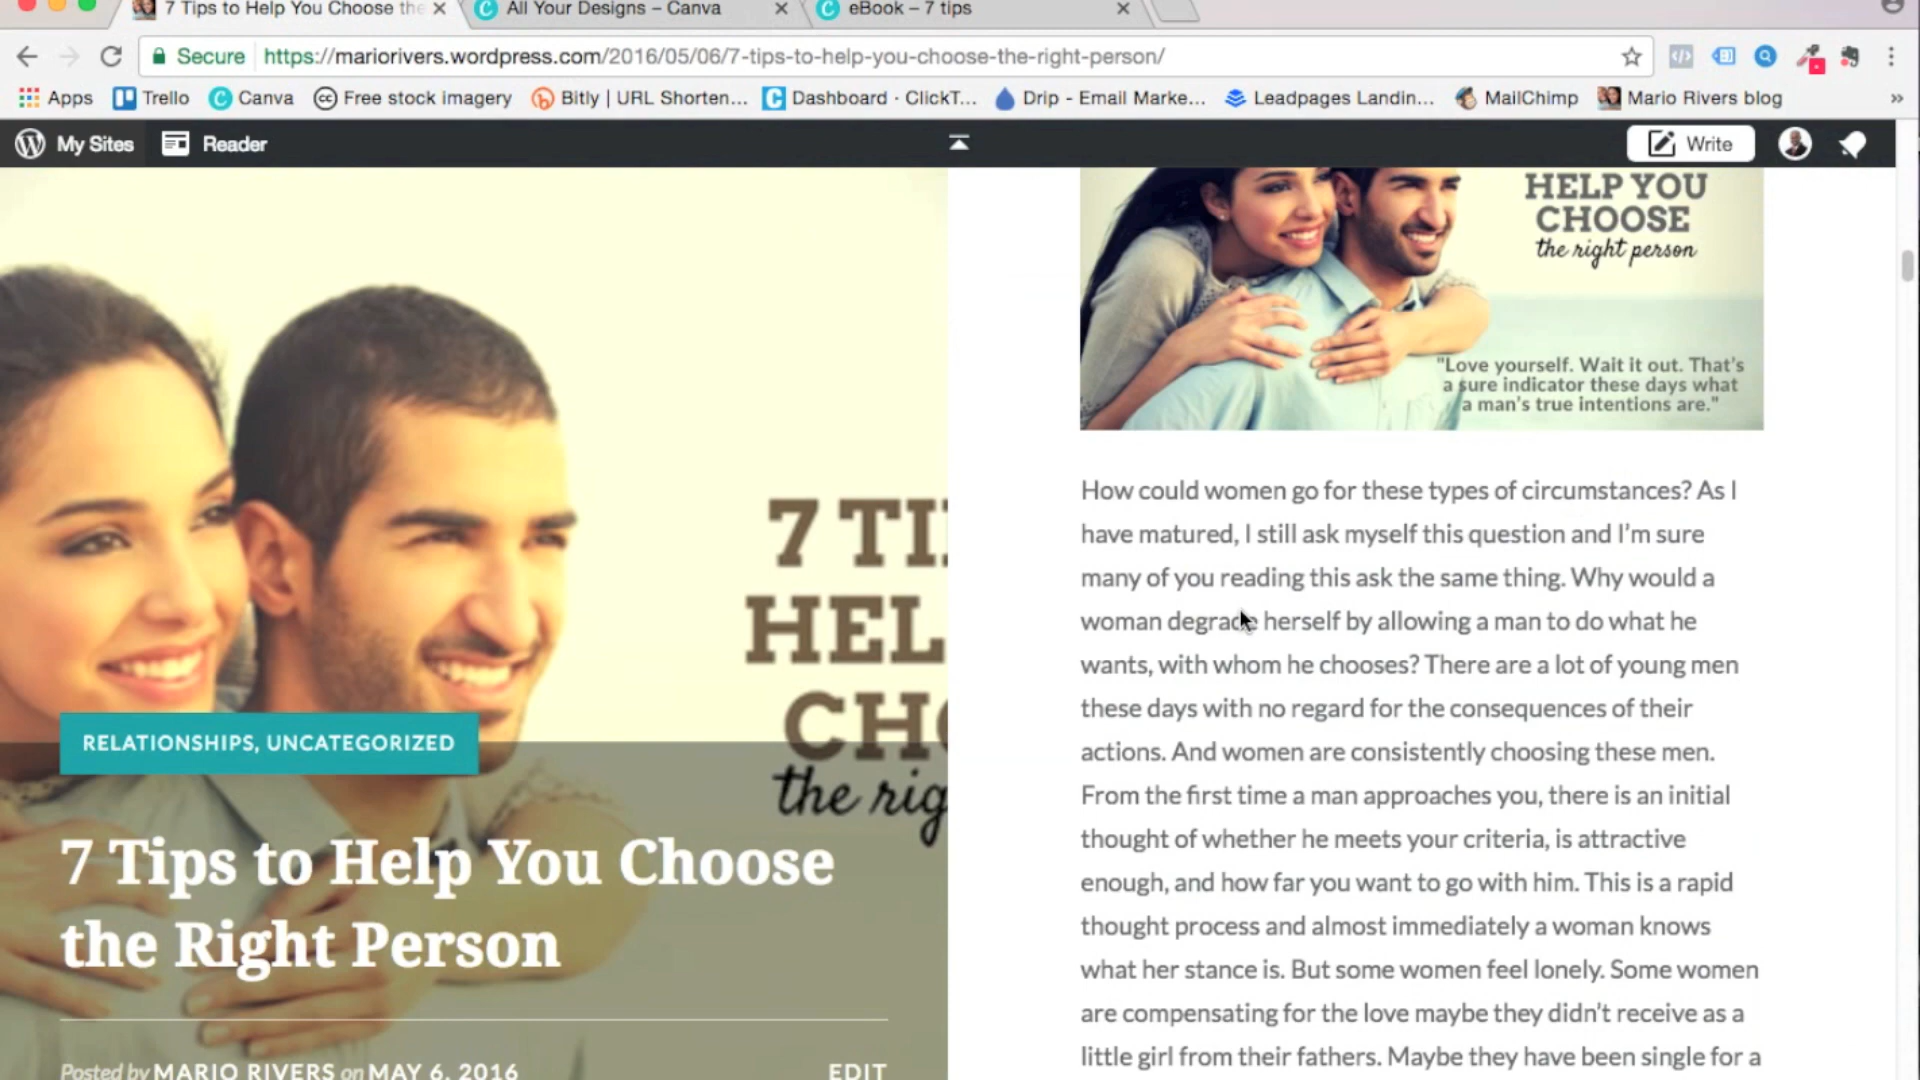 7 Tips to Help You Choose the
All Your Designs – Canva
eBook – 7 tips
Secure
https://mariorivers.wordpress.com/2016/05/06/7-tips-to-help-you-choose-the-right-person/
Apps
Trello
Canva
Free stock imagery
Bitly | URL Shorten...
Dashboard · ClickT...
Drip - Email Marke...
Leadpages Landin...
MailChimp
Mario Rivers blog
»
My Sites
Reader
Write
7 TI
HEL
CHO
the rig
RELATIONSHIPS, UNCATEGORIZED
7 Tips to Help You Choose
the Right Person
Posted by MARIO RIVERS on MAY 6, 2016
EDIT
HELP YOU
CHOOSE
the right person
"Love yourself. Wait it out. That's
a sure indicator these days what
a man's true intentions are."
How could women go for these types of circumstances? As I
have matured, I still ask myself this question and I’m sure
many of you reading this ask the same thing. Why would a
woman degrade herself by allowing a man to do what he
wants, with whom he chooses? There are a lot of young men
these days with no regard for the consequences of their
actions. And women are consistently choosing these men.
From the first time a man approaches you, there is an initial
thought of whether he meets your criteria, is attractive
enough, and how far you want to go with him. This is a rapid
thought process and almost immediately a woman knows
what her stance is. But some women feel lonely. Some women
are compensating for the love maybe they didn’t receive as a
little girl from their fathers. Maybe they have been single for a